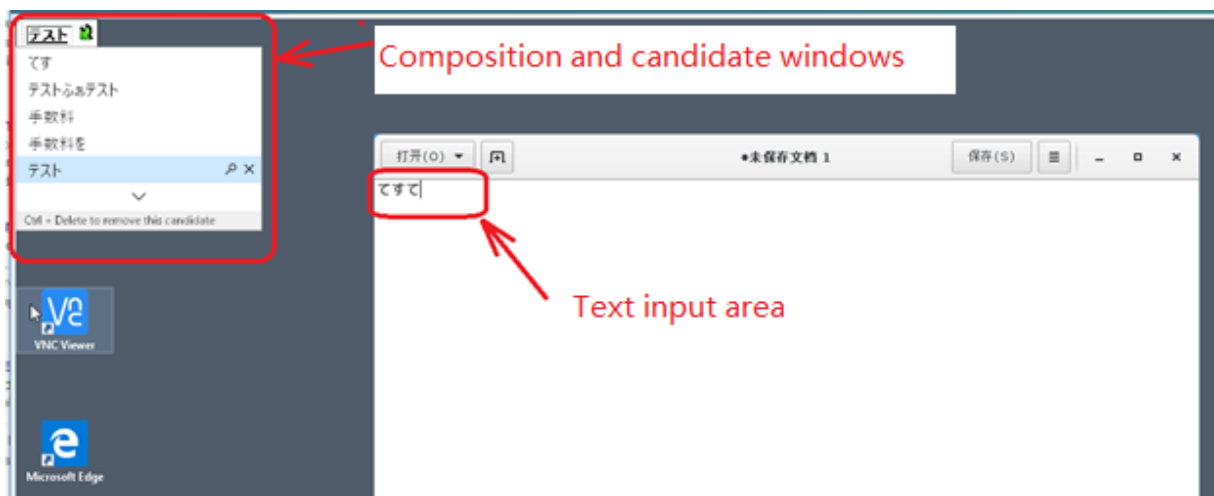 テスト
Composition and candidate windows
てす
テストふぁテスト
手数料
手数料を
テスト
Ctrl + Delete to remove this candidate
打开(O)
•未保存文档 1
保存(S)
てすて
Text input area
VNC Viewer
Microsoft Edge